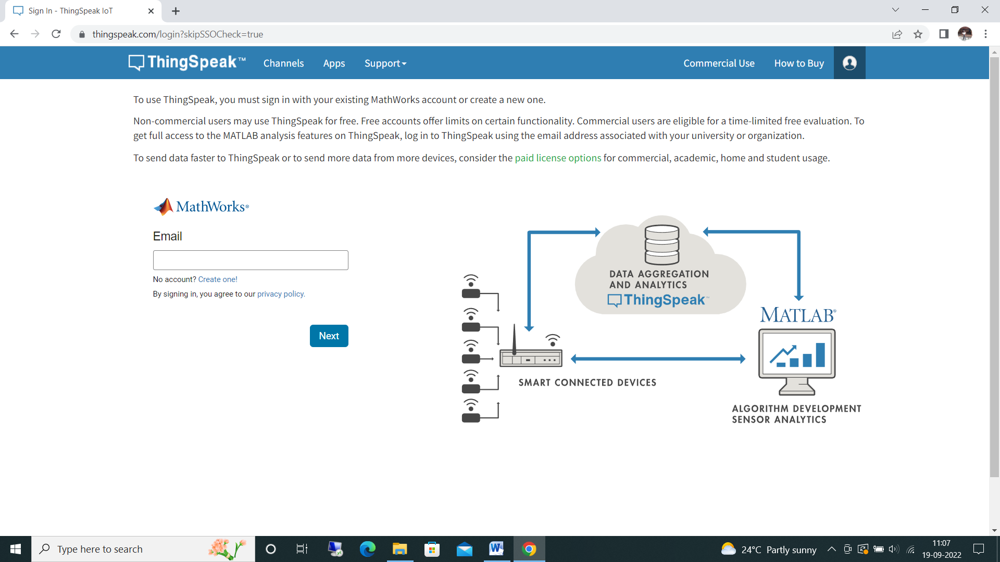 Sign In - ThingSpeak IoT
thingspeak.com/login?skipSSOCheck=true
ThingSpeak™ Channels Apps Support Commercial Use How to Buy
To use ThingSpeak, you must sign in with your existing MathWorks account or create a new one.
Non-commercial users may use ThingSpeak for free. Free accounts offer limits on certain functionality. Commercial users are eligible for a time-limited free evaluation. To
get full access to the MATLAB analysis features on ThingSpeak, log in to ThingSpeak using the email address associated with your university or organization.
To send data faster to ThingSpeak or to send more data from more devices, consider the paid license options for commercial, academic, home and student usage.
MathWorks®
Email
No account? Create one!
By signing in, you agree to our privacy policy.
Next
DATA AGGREGATION
AND ANALYTICS
ThingSpeak™
MATLAB®
SMART CONNECTED DEVICES
ALGORITHM DEVELOPMENT
SENSOR ANALYTICS
Type here to search
24°C Partly sunny
11:07
19-09-2022